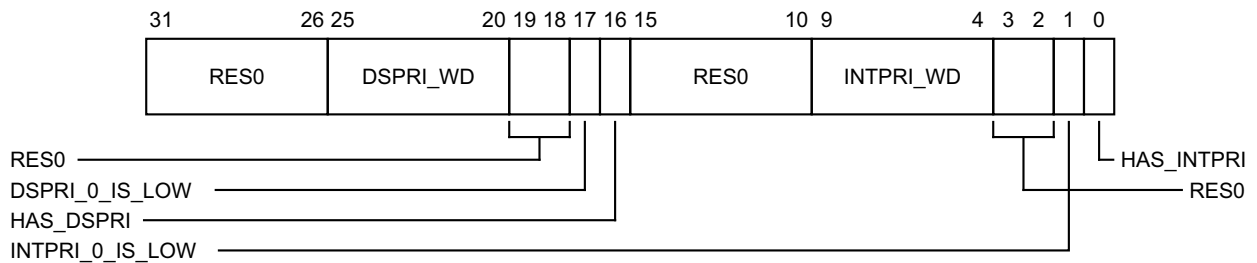 31 26 25 20 19 18 17 16 15 10 9 4 3 2 1 0
RES0 DSPRI_WD RES0 INTPRI_WD
RES0 HAS_INTPRI
DSPRI_0_IS_LOW RES0
HAS_DSPRI
INTPRI_0_IS_LOW